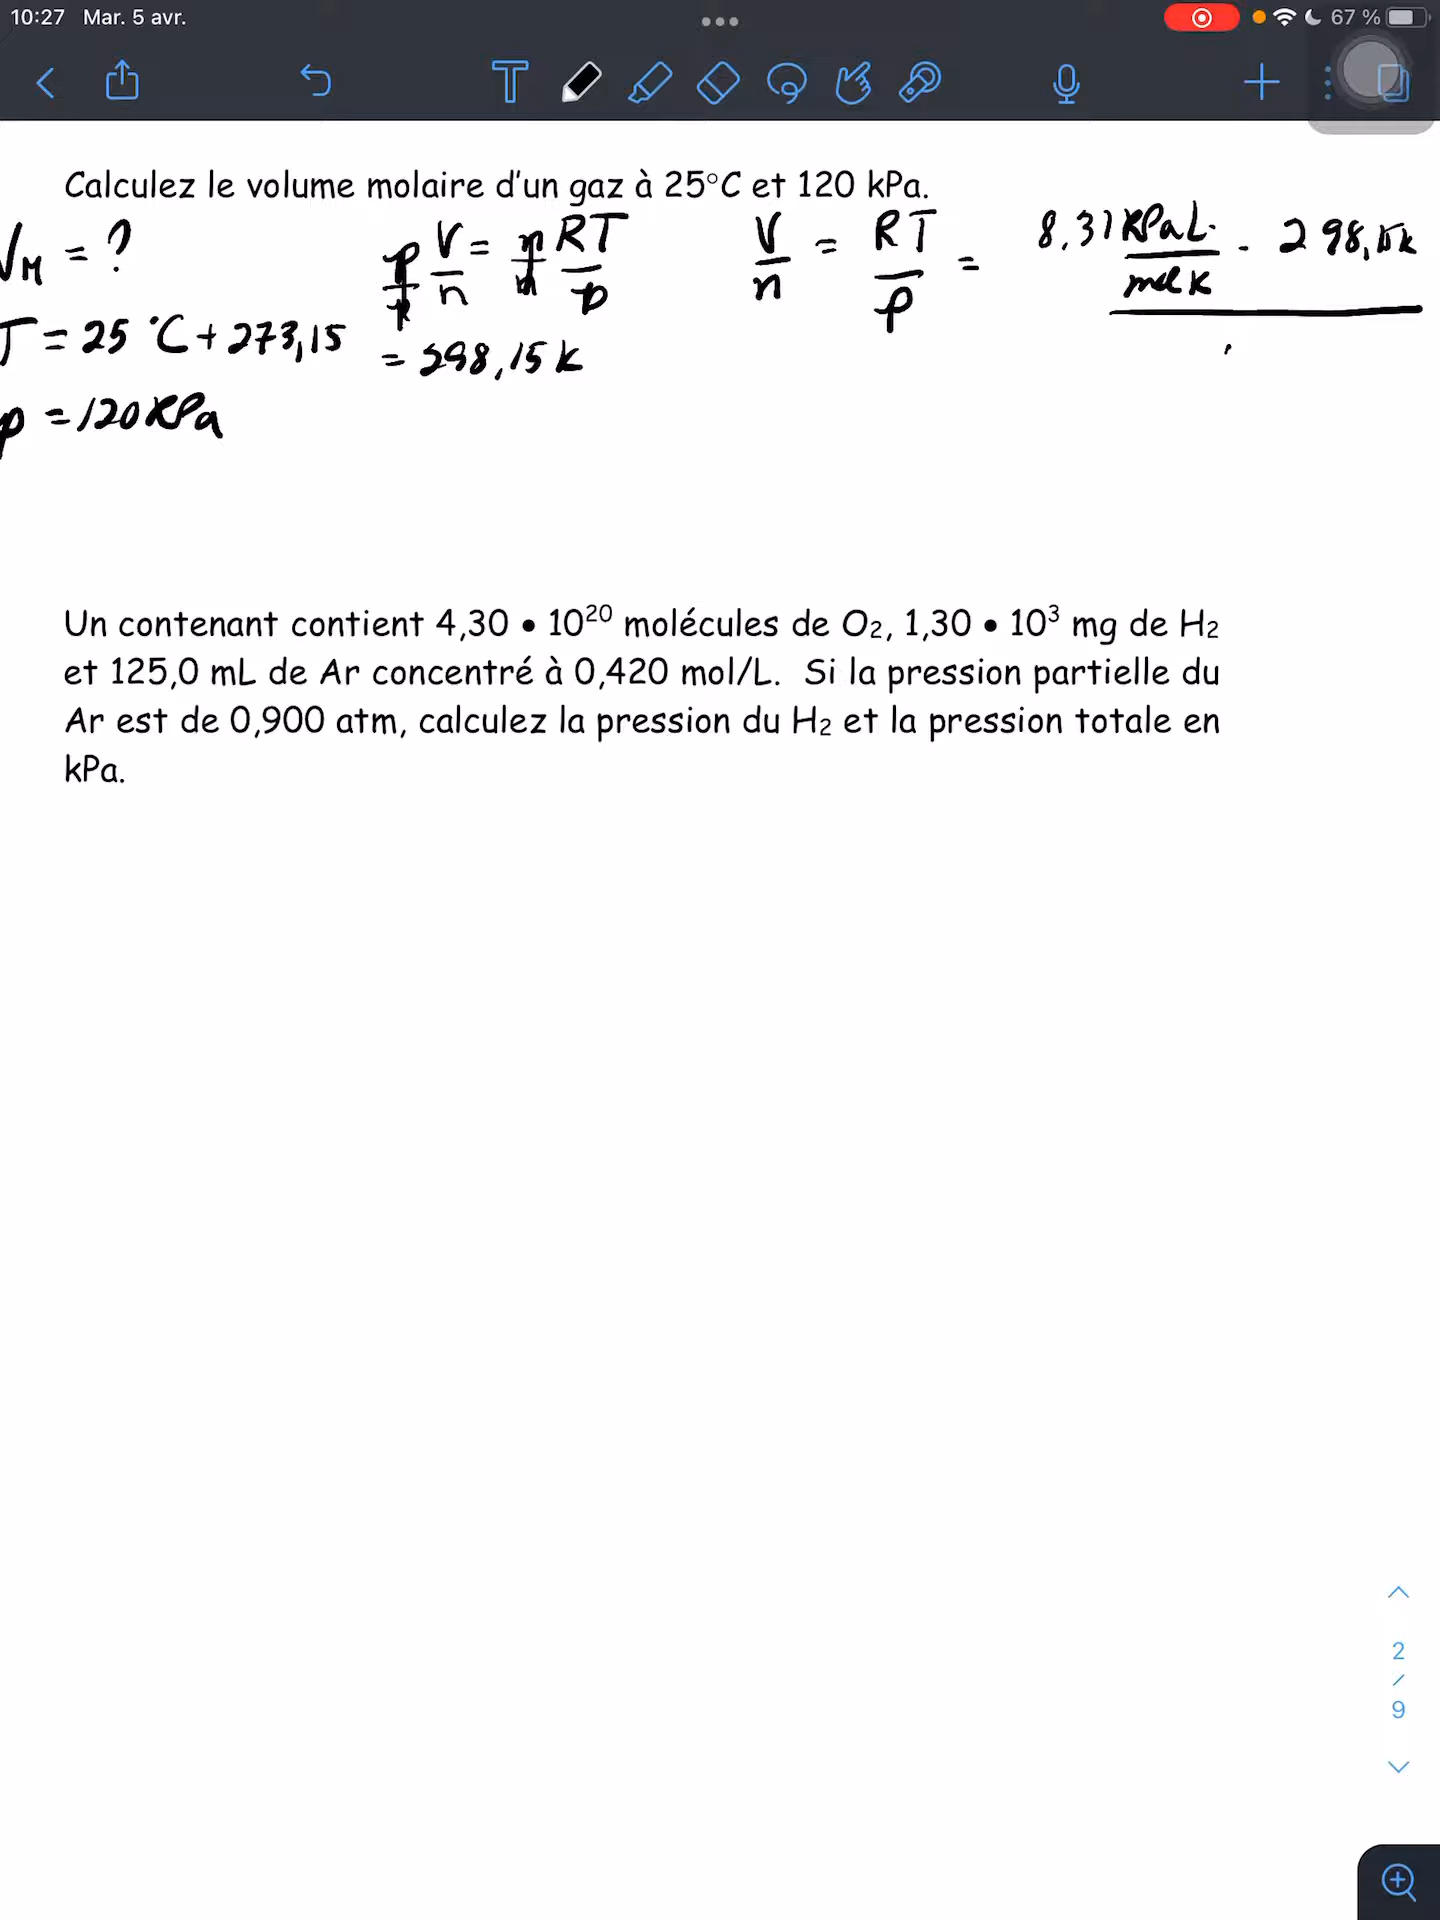 10:27 Mar. 5 avr. 67 %
T
Calculez le volume molaire d'un gaz à 25°C et 120 kPa.
VM = ? p/p V/n = n/n RT/p V/n = RT/p = 8,31 kPa L / mol K · 298,15 K
T = 25 °C + 273,15 = 298,15 K
p = 120 kPa
Un contenant contient 4,30 • 10²⁰ molécules de O₂, 1,30 • 10³ mg de H₂
et 125,0 mL de Ar concentré à 0,420 mol/L. Si la pression partielle du
Ar est de 0,900 atm, calculez la pression du H₂ et la pression totale en
kPa.
2
/
9